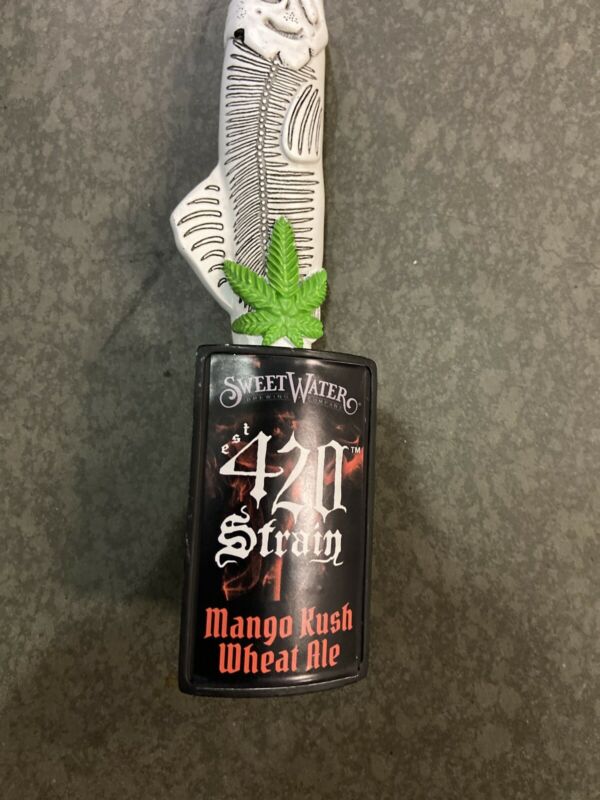 SWEETWATER
BREWING COMPANY
est
420™
Strain
Mango Kush
Wheat Ale